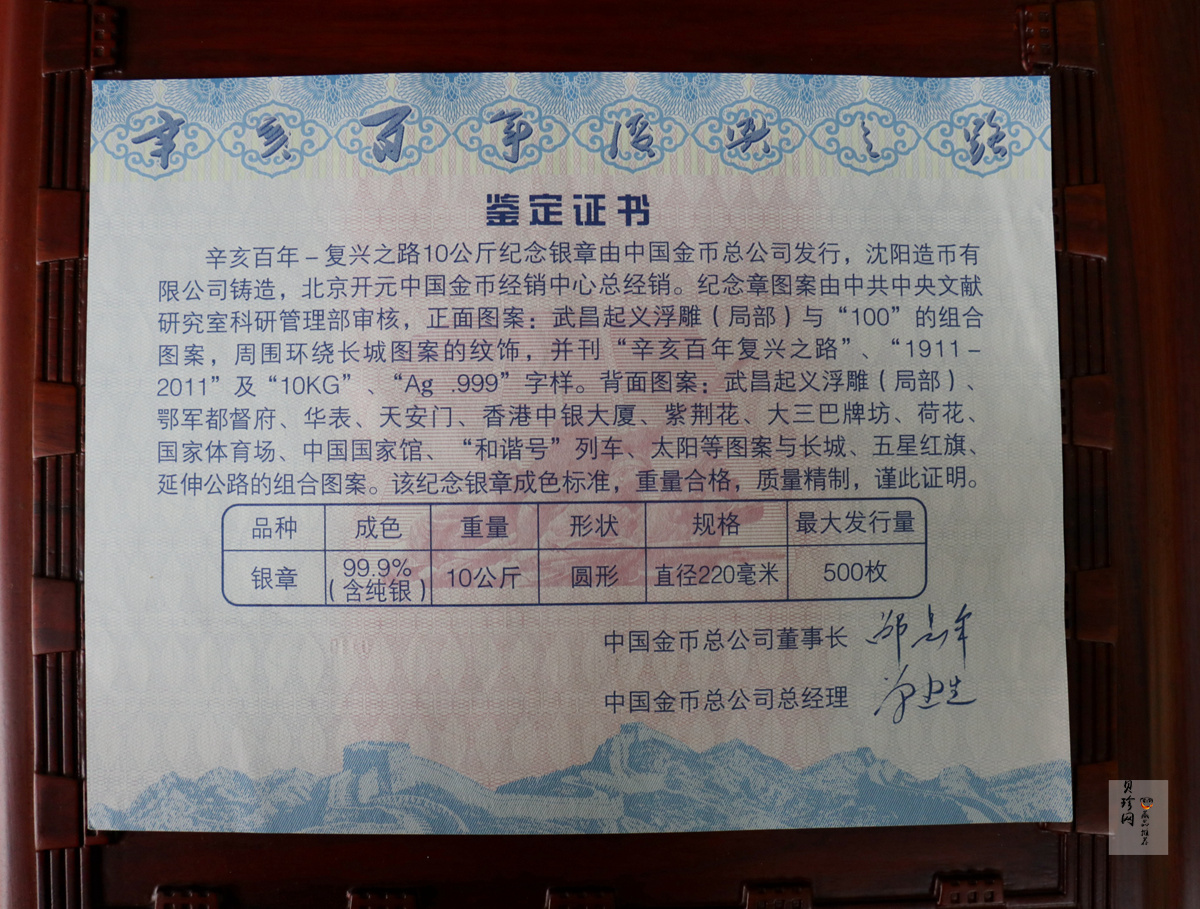 辛亥百年复兴之路
鉴定证书
辛亥百年－复兴之路10公斤纪念银章由中国金币总公司发行，沈阳造币有
限公司铸造，北京开元中国金币经销中心总经销。纪念章图案由中共中央文献
研究室科研管理部审核，正面图案：武昌起义浮雕（局部）与“100”的组合
图案，周围环绕长城图案的纹饰，并刊“辛亥百年复兴之路”、“1911－
2011”及“10KG”、“Ag .999”字样。背面图案：武昌起义浮雕（局部）、
鄂军都督府、华表、天安门、香港中银大厦、紫荆花、大三巴牌坊、荷花、
国家体育场、中国国家馆、“和谐号”列车、太阳等图案与长城、五星红旗、
延伸公路的组合图案。该纪念银章成色标准，重量合格，质量精制，谨此证明。
品种 成色 重量 形状 规格 最大发行量
银章 99.9%（含纯银） 10公斤 圆形 直径220毫米 500枚
中国金币总公司董事长
中国金币总公司总经理
贝珍网
藏品推荐